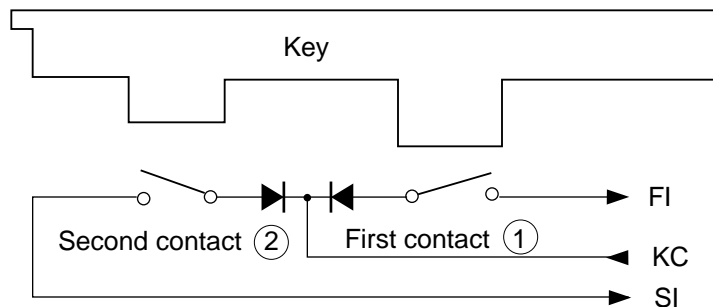 Key
FI
Second contact ②
First contact ①
KC
SI